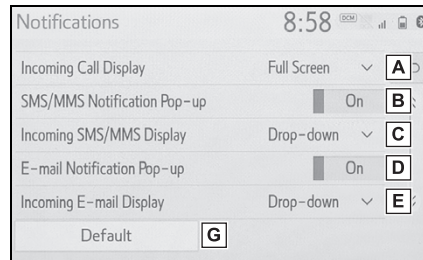 Notifications 8:58 DCM
Incoming Call Display Full Screen A
SMS/MMS Notification Pop-up On B
Incoming SMS/MMS Display Drop-down C
E-mail Notification Pop-up On D
Incoming E-mail Display Drop-down E
Default G